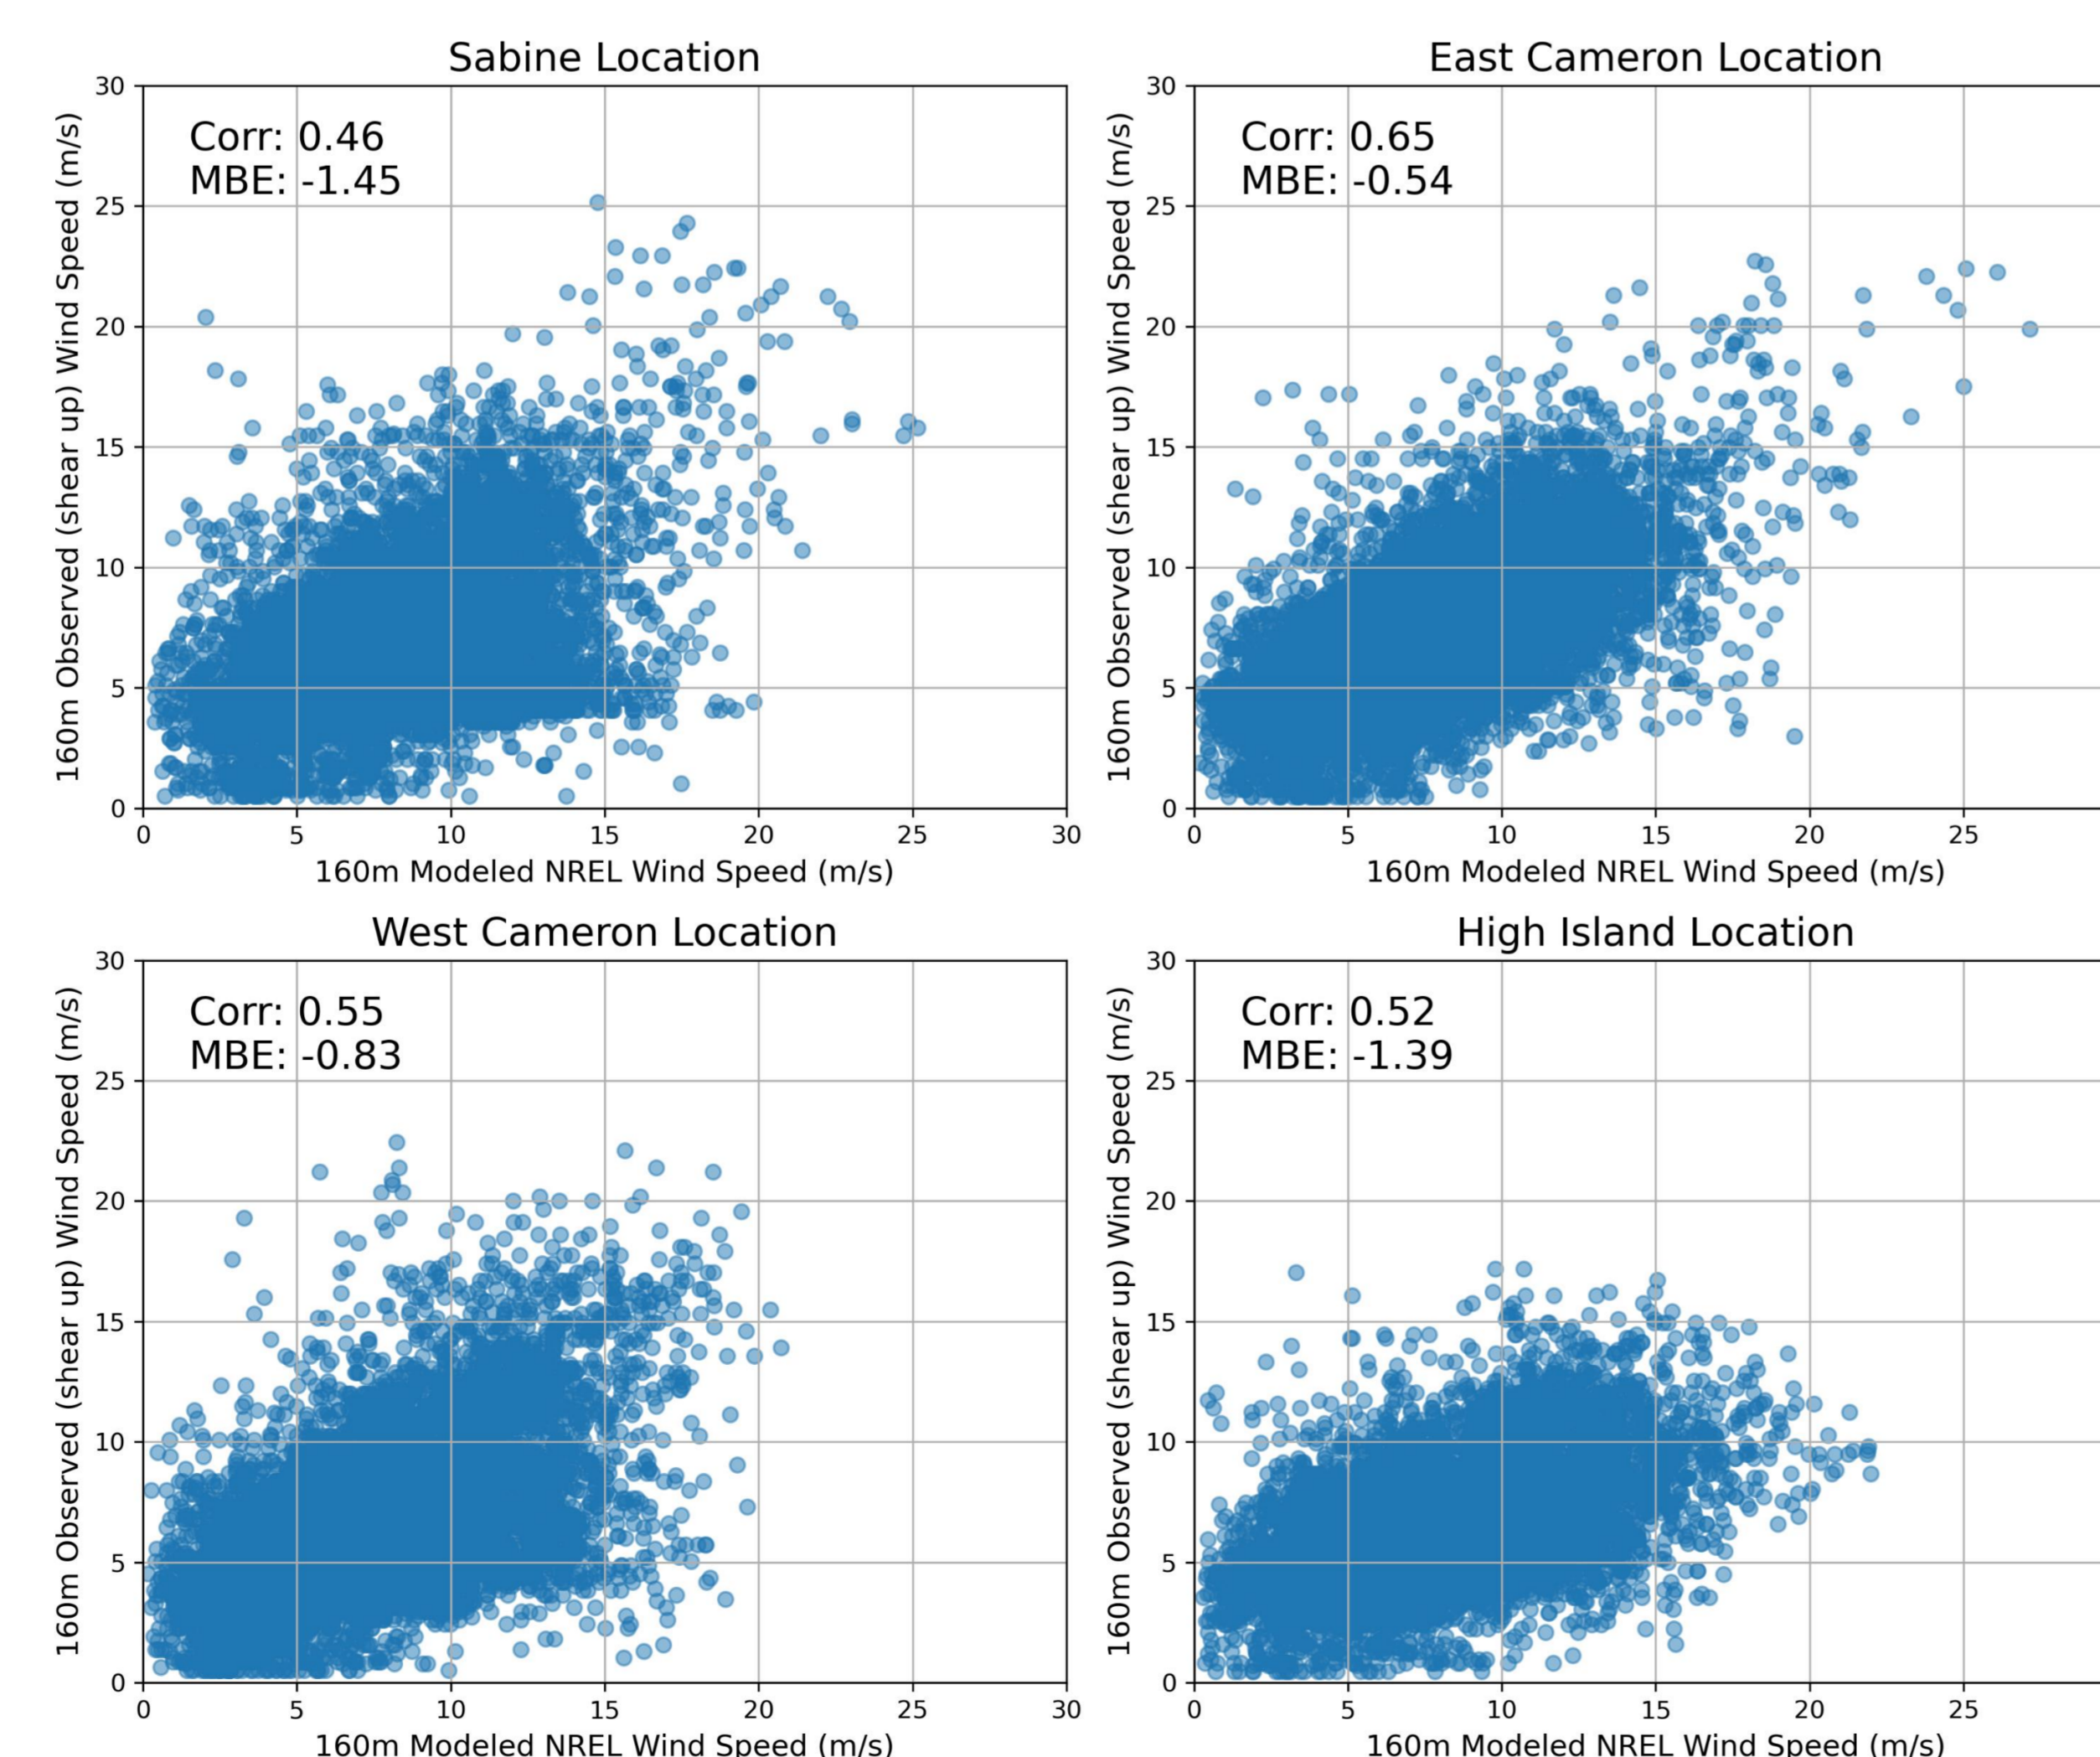 Sabine Location
30
25
20
15
10
5
0
160m Observed (shear up) Wind Speed (m/s)
Corr: 0.46
MBE: -1.45
0 5 10 15 20 25 30
160m Modeled NREL Wind Speed (m/s)
East Cameron Location
30
25
20
15
10
5
0
160m Observed (shear up) Wind Speed (m/s)
Corr: 0.65
MBE: -0.54
0 5 10 15 20 25
160m Modeled NREL Wind Speed (m/s)
West Cameron Location
30
25
20
15
10
5
0
160m Observed (shear up) Wind Speed (m/s)
Corr: 0.55
MBE: -0.83
0 5 10 15 20 25 30
160m Modeled NREL Wind Speed (m/s)
High Island Location
30
25
20
15
10
5
0
160m Observed (shear up) Wind Speed (m/s)
Corr: 0.52
MBE: -1.39
0 5 10 15 20 25
160m Modeled NREL Wind Speed (m/s)